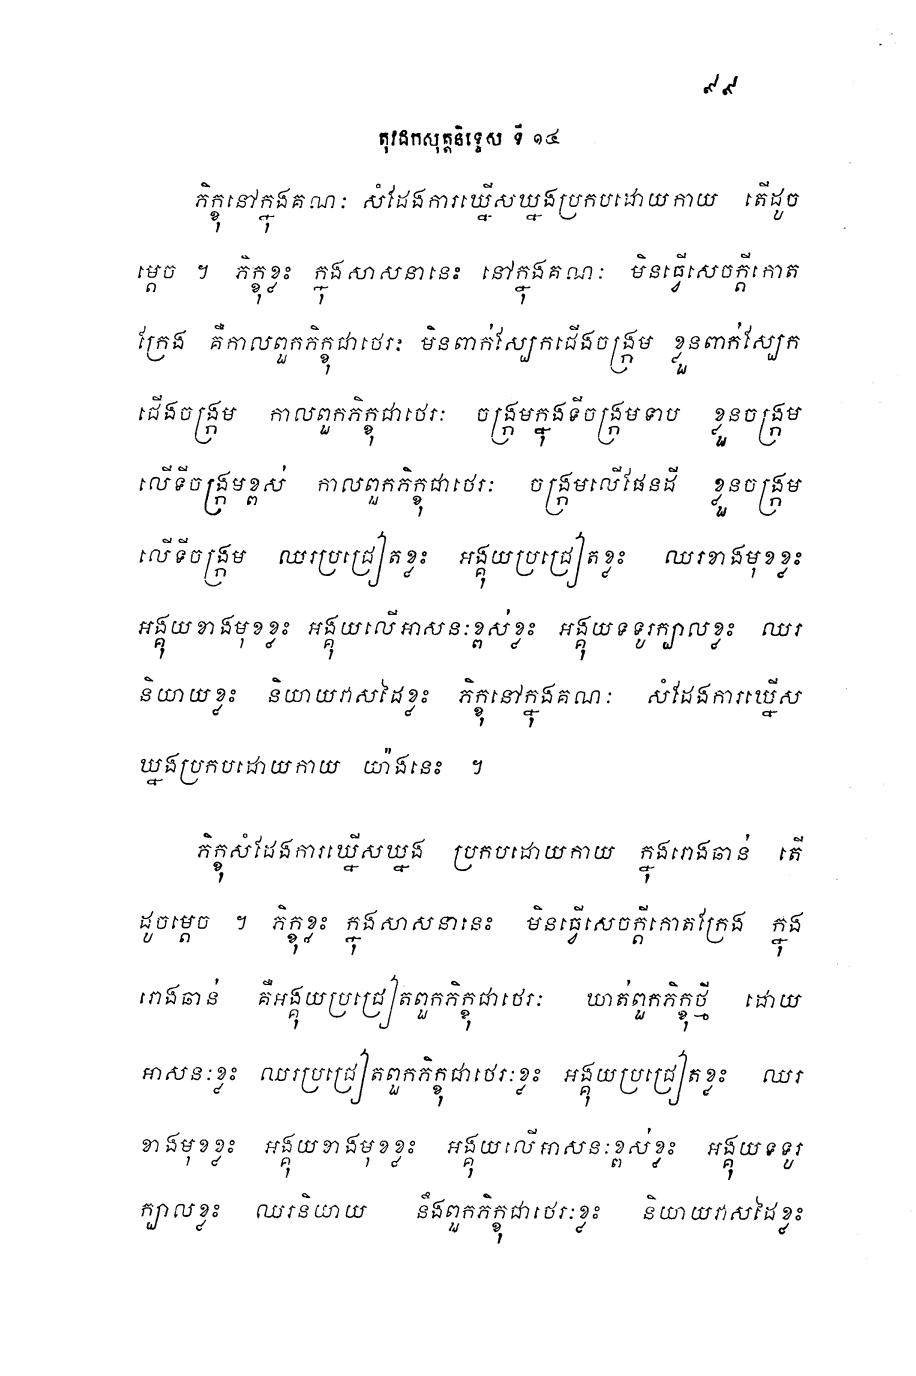 ៩៩
តុវដកសុត្តនិទ្ទេស ទី ១៤
ភិក្ខុនៅក្នុងគណៈ សំដែងការឃ្នើសឃ្នងប្រកបដោយកាយ តើដូច
ម្តេច ។ ភិក្ខុខ្លះ ក្នុងសាសនានេះ នៅក្នុងគណៈ មិនធ្វើសេចក្តីកោត
ក្រែង គឺកាលពួកភិក្ខុជាថេរៈ មិនពាក់ស្បែកជើងចង្រ្កម ខ្លួនពាក់ស្បែក
ជើងចង្រ្កម កាលពួកភិក្ខុជាថេរៈ ចង្រ្កមក្នុងទីចង្រ្កមទាប ខ្លួនចង្រ្កម
លើទីចង្រ្កមខ្ពស់ កាលពួកភិក្ខុជាថេរៈ ចង្រ្កមលើផែនដី ខ្លួនចង្រ្កម
លើទីចង្រ្កម ឈរប្រជ្រៀតខ្លះ អង្គុយប្រជ្រៀតខ្លះ ឈរខាងមុខខ្លះ
អង្គុយខាងមុខខ្លះ អង្គុយលើអាសនៈខ្ពស់ខ្លះ អង្គុយទទូរក្បាលខ្លះ ឈរ
និយាយខ្លះ និយាយរាសដៃខ្លះ ភិក្ខុនៅក្នុងគណៈ សំដែងការឃ្នើស
ឃ្នងប្រកបដោយកាយ យ៉ាងនេះ ។
ភិក្ខុសំដែងការឃ្នើសឃ្នង ប្រកបដោយកាយ ក្នុងរោងឆាន់ តើ
ដូចម្តេច ។ ភិក្ខុខ្លះ ក្នុងសាសនានេះ មិនធ្វើសេចក្តីកោតក្រែង ក្នុង
រោងឆាន់ គឺអង្គុយប្រជ្រៀតពួកភិក្ខុជាថេរៈ ឃាត់ពួកភិក្ខុថ្មី ដោយ
អាសនៈខ្លះ ឈរប្រជ្រៀតពួកភិក្ខុជាថេរៈខ្លះ អង្គុយប្រជ្រៀតខ្លះ ឈរ
ខាងមុខខ្លះ អង្គុយខាងមុខខ្លះ អង្គុយលើអាសនៈខ្ពស់ខ្លះ អង្គុយទទូរ
ក្បាលខ្លះ ឈរនិយាយ នឹងពួកភិក្ខុជាថេរៈខ្លះ និយាយរាសដៃខ្លះ